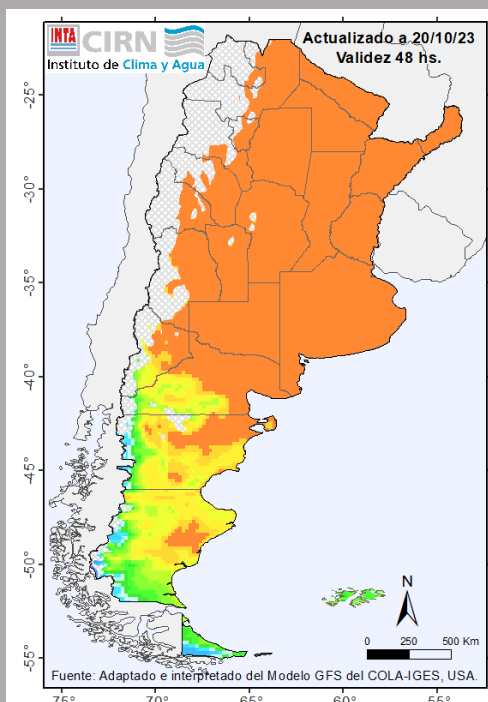 INTA CIRN
Instituto de Clima y Agua
Actualizado a 20/10/23
Validez 48 hs.
-25°
-30°
-35°
-40°
-45°
-50°
-55°
N
0 250 500 Km
Fuente: Adaptado e interpretado del Modelo GFS del COLA-IGES, USA.
75° -70° -65° -60° 55°